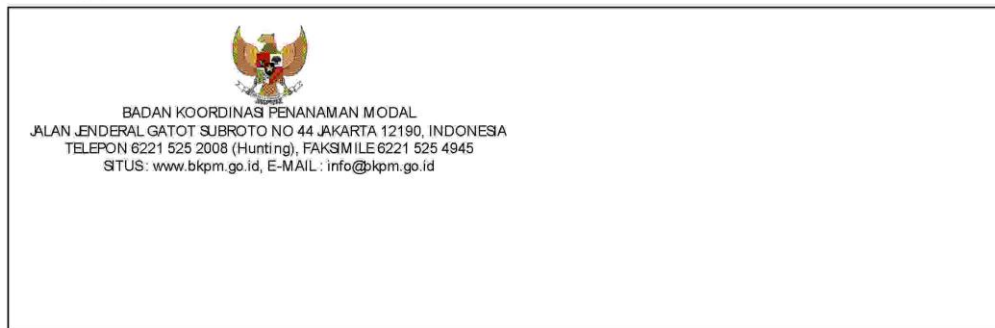 BADAN KOORDINASI PENANAMAN MODAL
JALAN JENDERAL GATOT SUBROTO NO 44 JAKARTA 12190, INDONESIA
TELEPON 6221 525 2008 (Hunting), FAKSIMILE 6221 525 4945
SITUS : www.bkpm.go.id, E-MAIL : info@bkpm.go.id